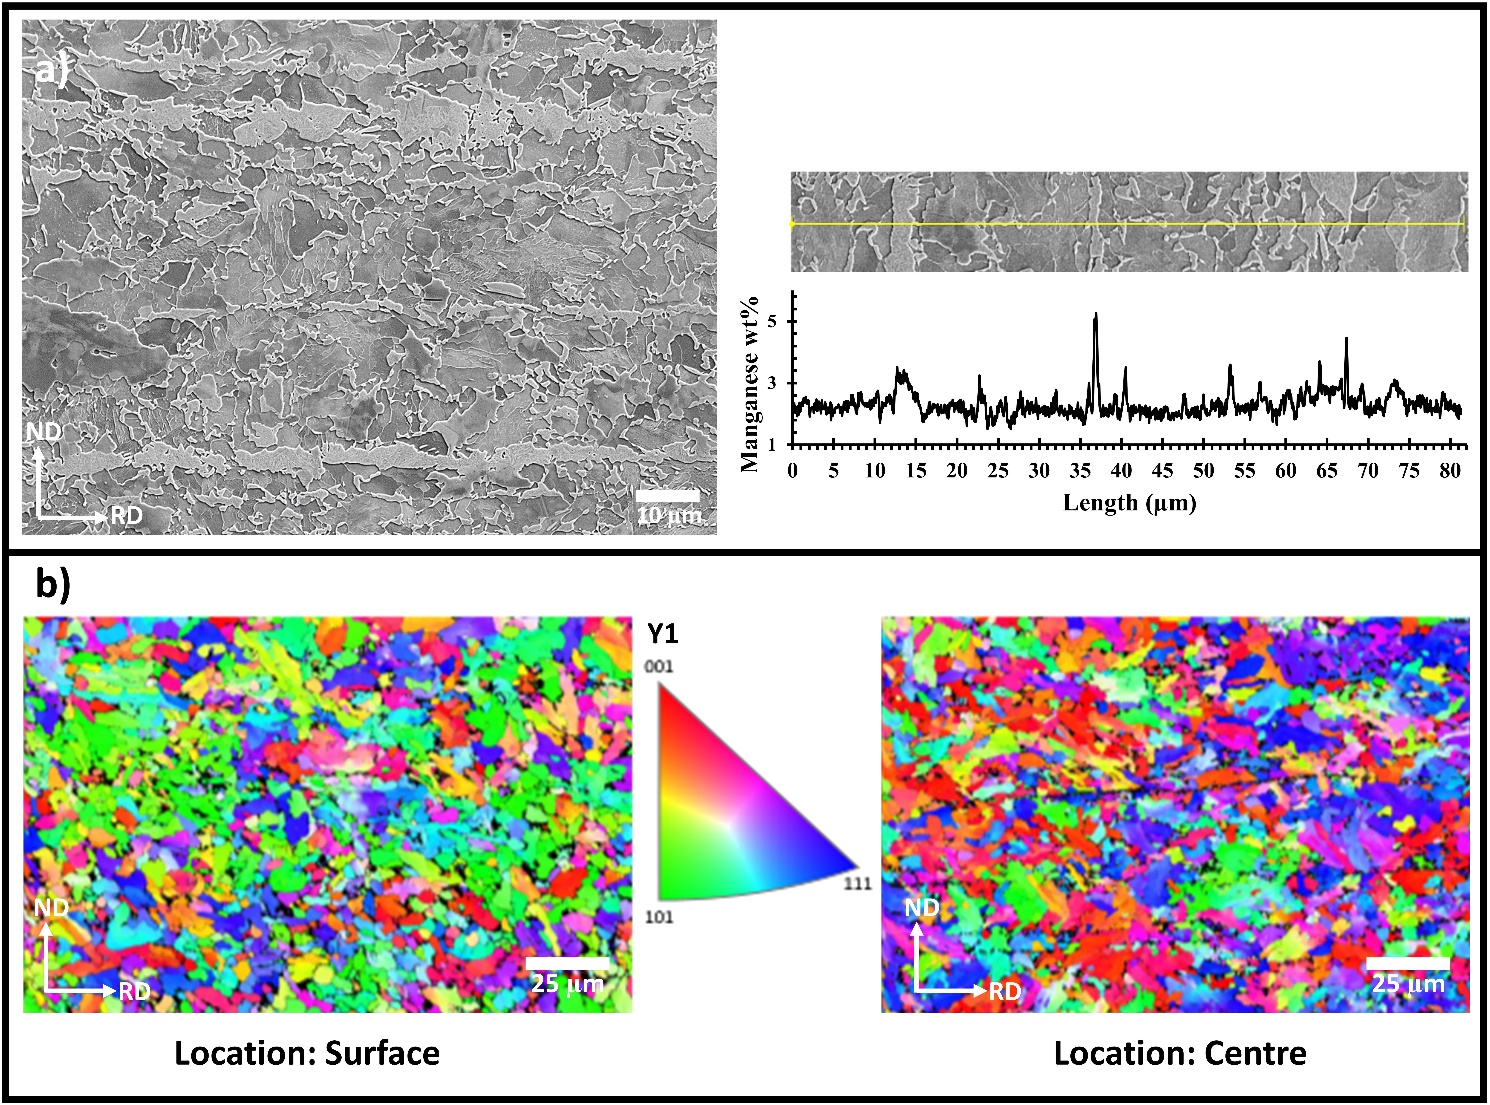 a)
ND
RD
10 μm
Manganese wt%
5
3
1
0 5 10 15 20 25 30 35 40 45 50 55 60 65 70 75 80
Length (μm)
b)
Y1
001
101
111
ND
RD
25 μm
ND
RD
25 μm
Location: Surface
Location: Centre